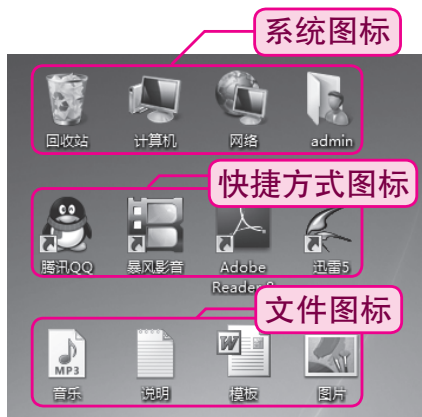 系统图标
回收站 计算机 网络 admin
快捷方式图标
腾讯QQ 暴风影音 Adobe Reader 迅雷5
文件图标
MP3 W
音乐 说明 模板 图片